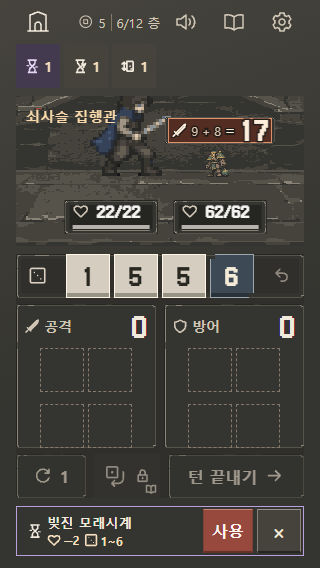 5 6/12 층
1 1 1
쇠사슬 집행관
9 + 8 = 17
22/22 62/62
1 5 5 6
공격 0 방어 0
1 턴 끝내기 →
빚진 모래시계
−2 1~6
사용 ×